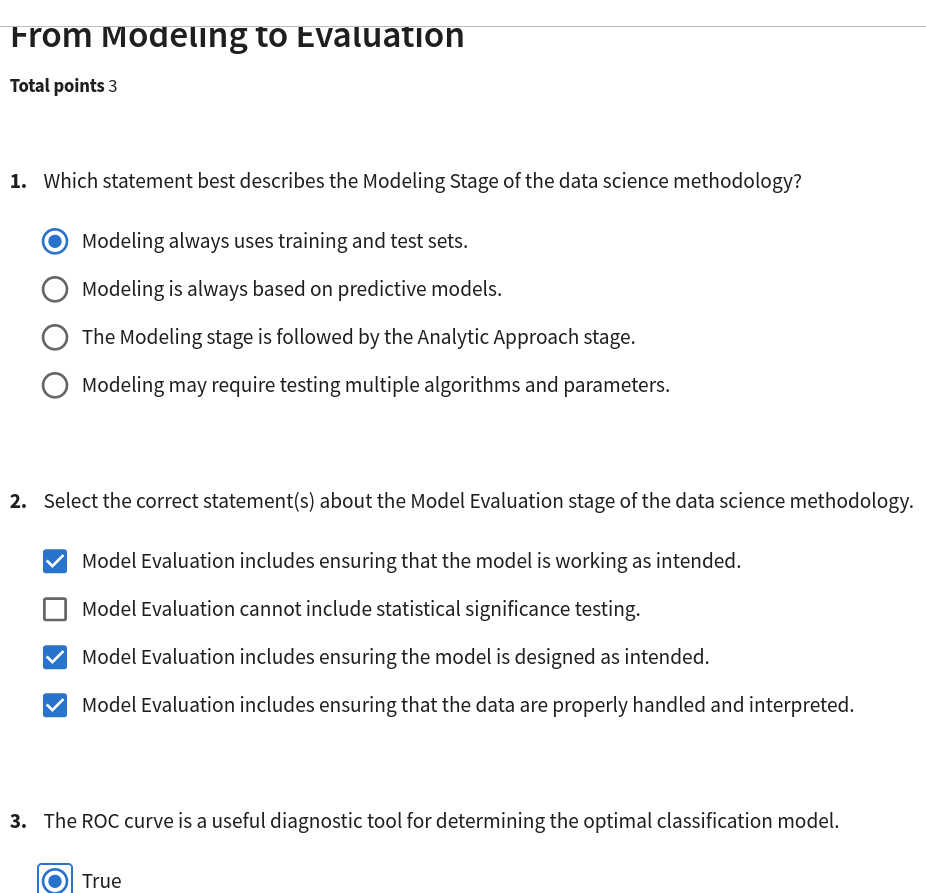 From Modeling to Evaluation
Total points 3
1. Which statement best describes the Modeling Stage of the data science methodology?
Modeling always uses training and test sets.
Modeling is always based on predictive models.
The Modeling stage is followed by the Analytic Approach stage.
Modeling may require testing multiple algorithms and parameters.
2. Select the correct statement(s) about the Model Evaluation stage of the data science methodology.
Model Evaluation includes ensuring that the model is working as intended.
Model Evaluation cannot include statistical significance testing.
Model Evaluation includes ensuring the model is designed as intended.
Model Evaluation includes ensuring that the data are properly handled and interpreted.
3. The ROC curve is a useful diagnostic tool for determining the optimal classification model.
True